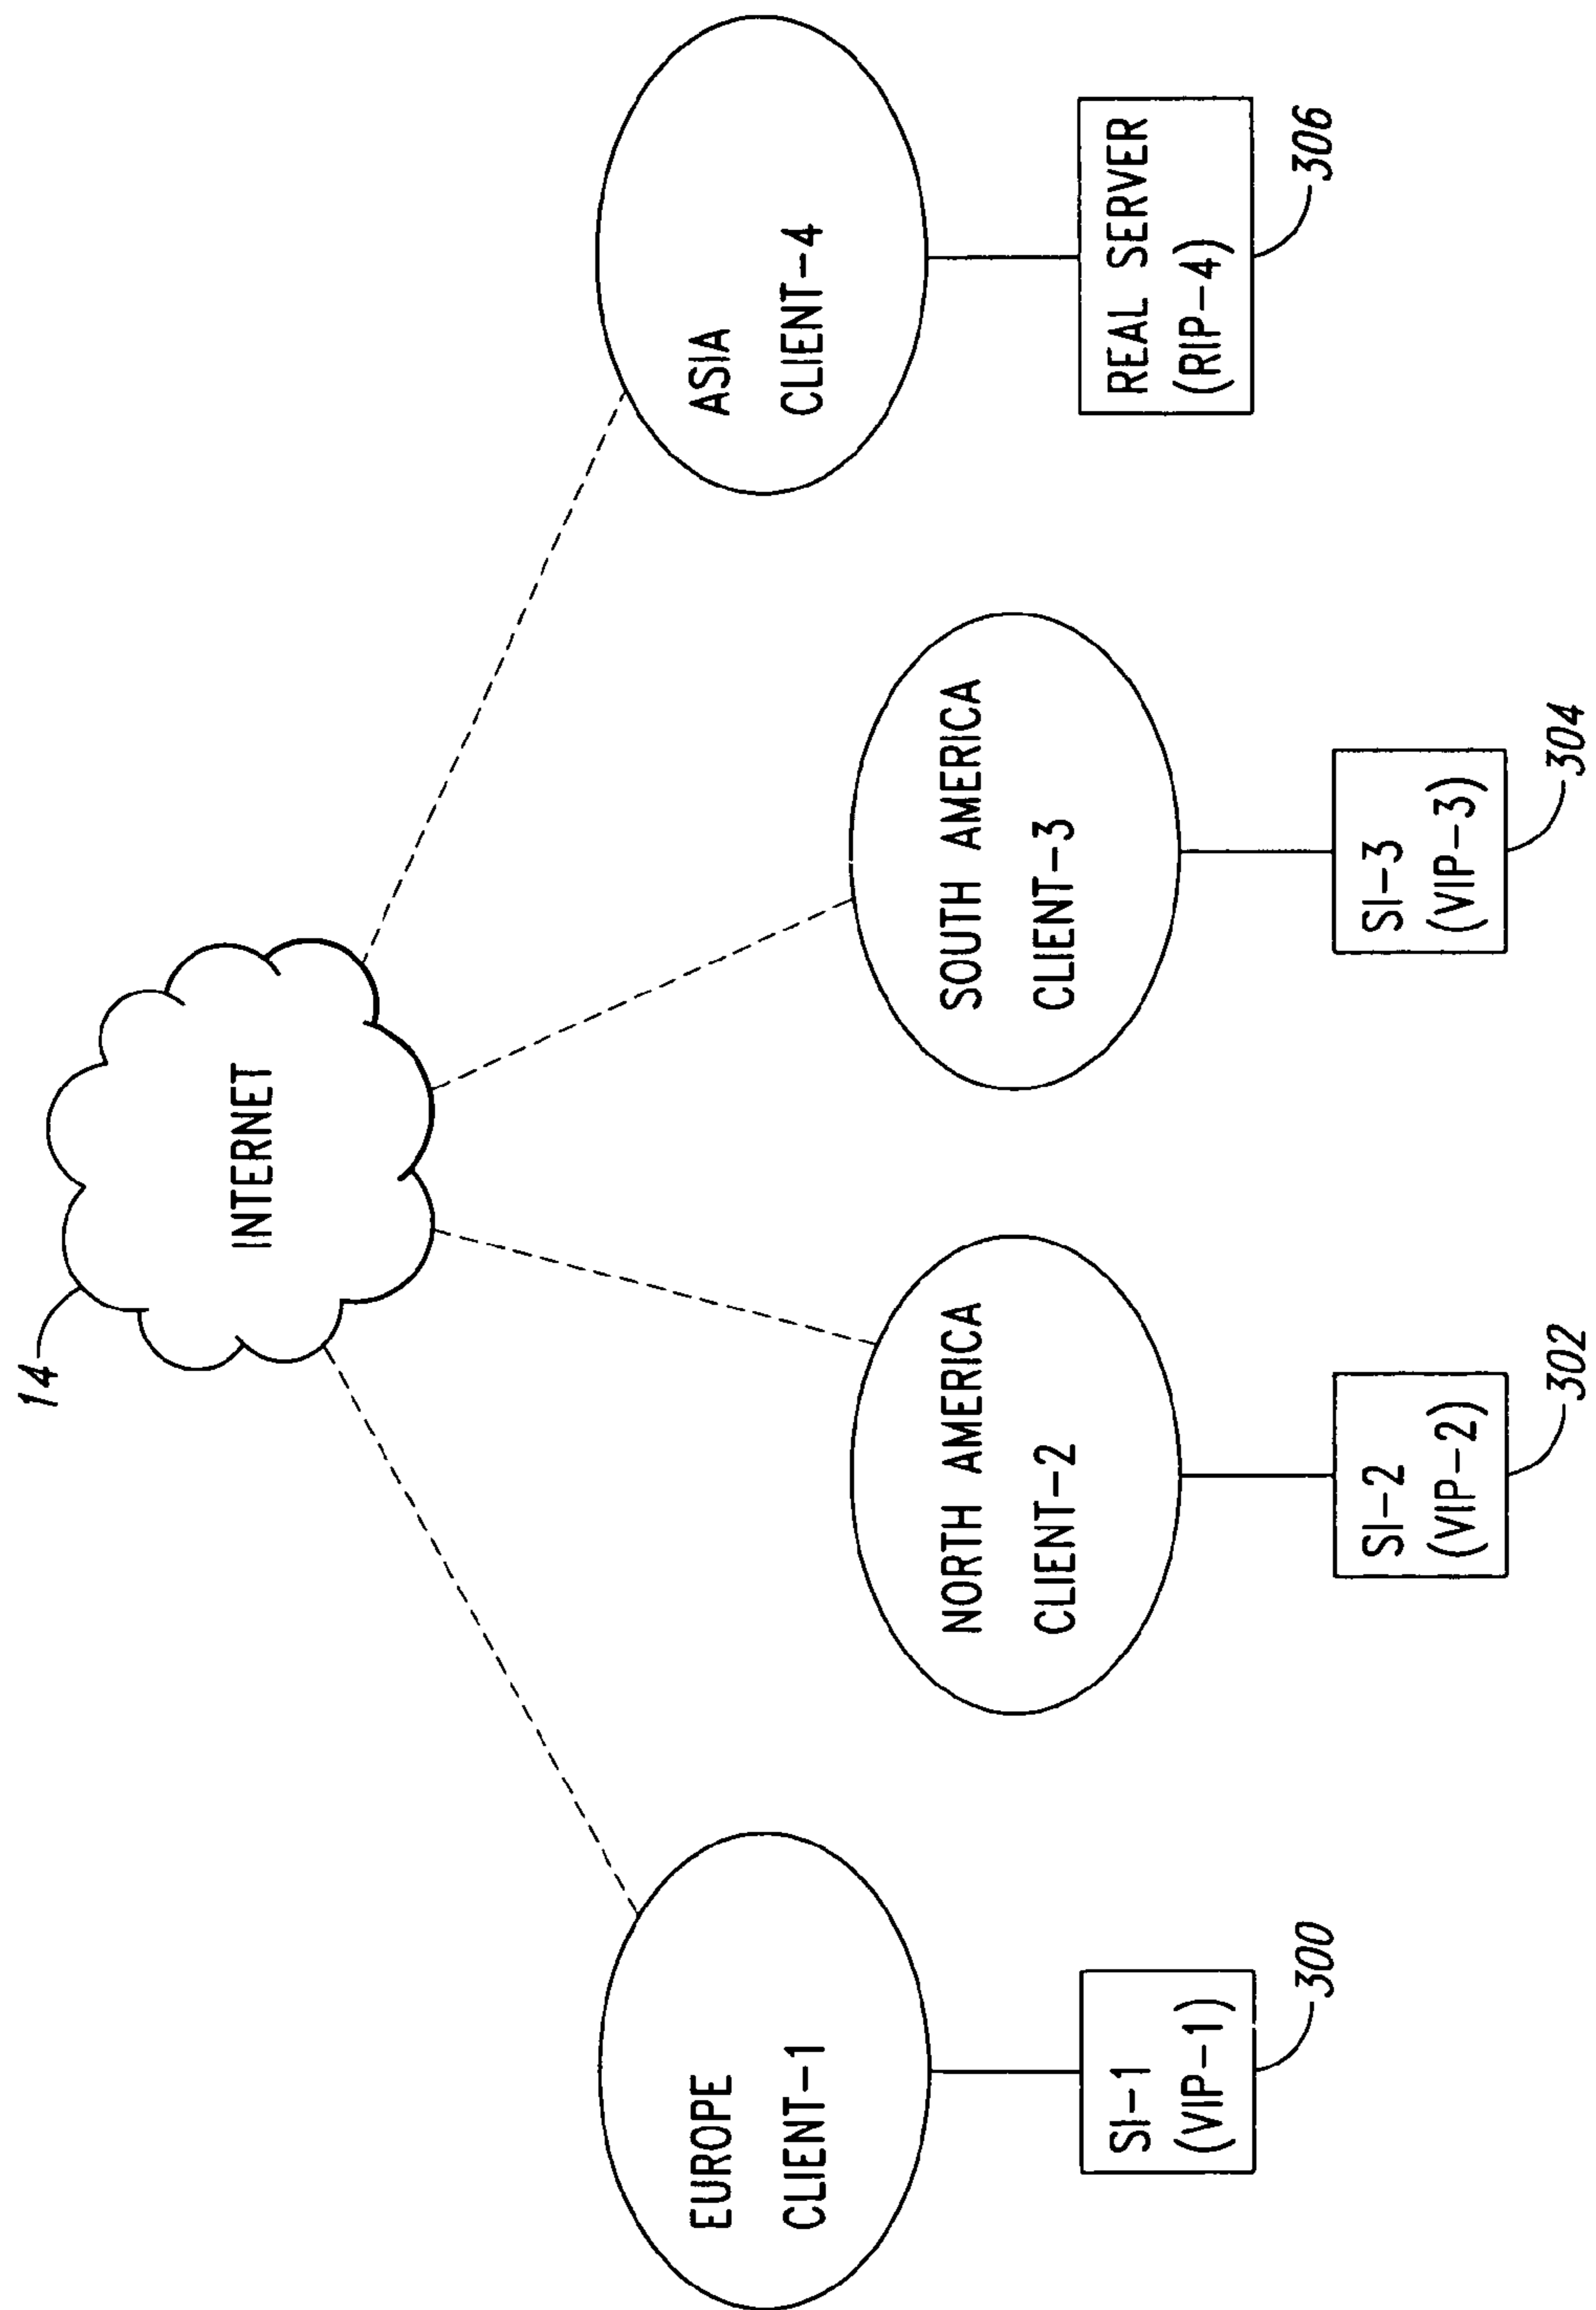 14
INTERNET
EUROPE
CLIENT-1
SI-1
(VIP-1)
300
NORTH AMERICA
CLIENT-2
SI-2
(VIP-2)
302
SOUTH AMERICA
CLIENT-3
SI-3
(VIP-3)
304
ASIA
CLIENT-4
REAL SERVER
(RIP-4)
306